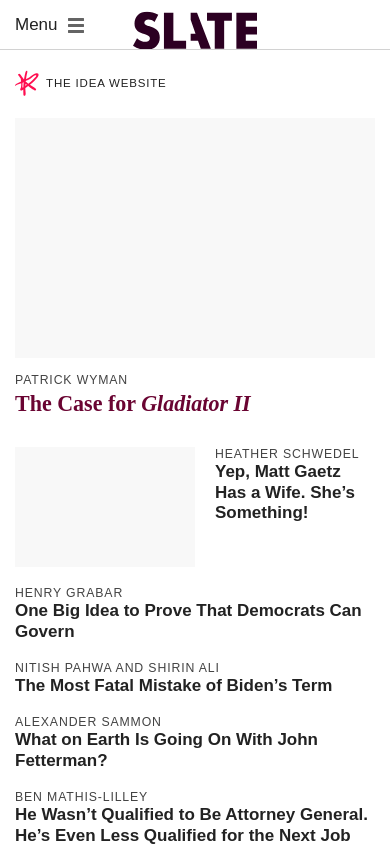 Menu
SLATE
THE IDEA WEBSITE
PATRICK WYMAN
The Case for Gladiator II
HEATHER SCHWEDEL
Yep, Matt Gaetz
Has a Wife. She’s
Something!
HENRY GRABAR
One Big Idea to Prove That Democrats Can
Govern
NITISH PAHWA AND SHIRIN ALI
The Most Fatal Mistake of Biden’s Term
ALEXANDER SAMMON
What on Earth Is Going On With John
Fetterman?
BEN MATHIS-LILLEY
He Wasn’t Qualified to Be Attorney General.
He’s Even Less Qualified for the Next Job